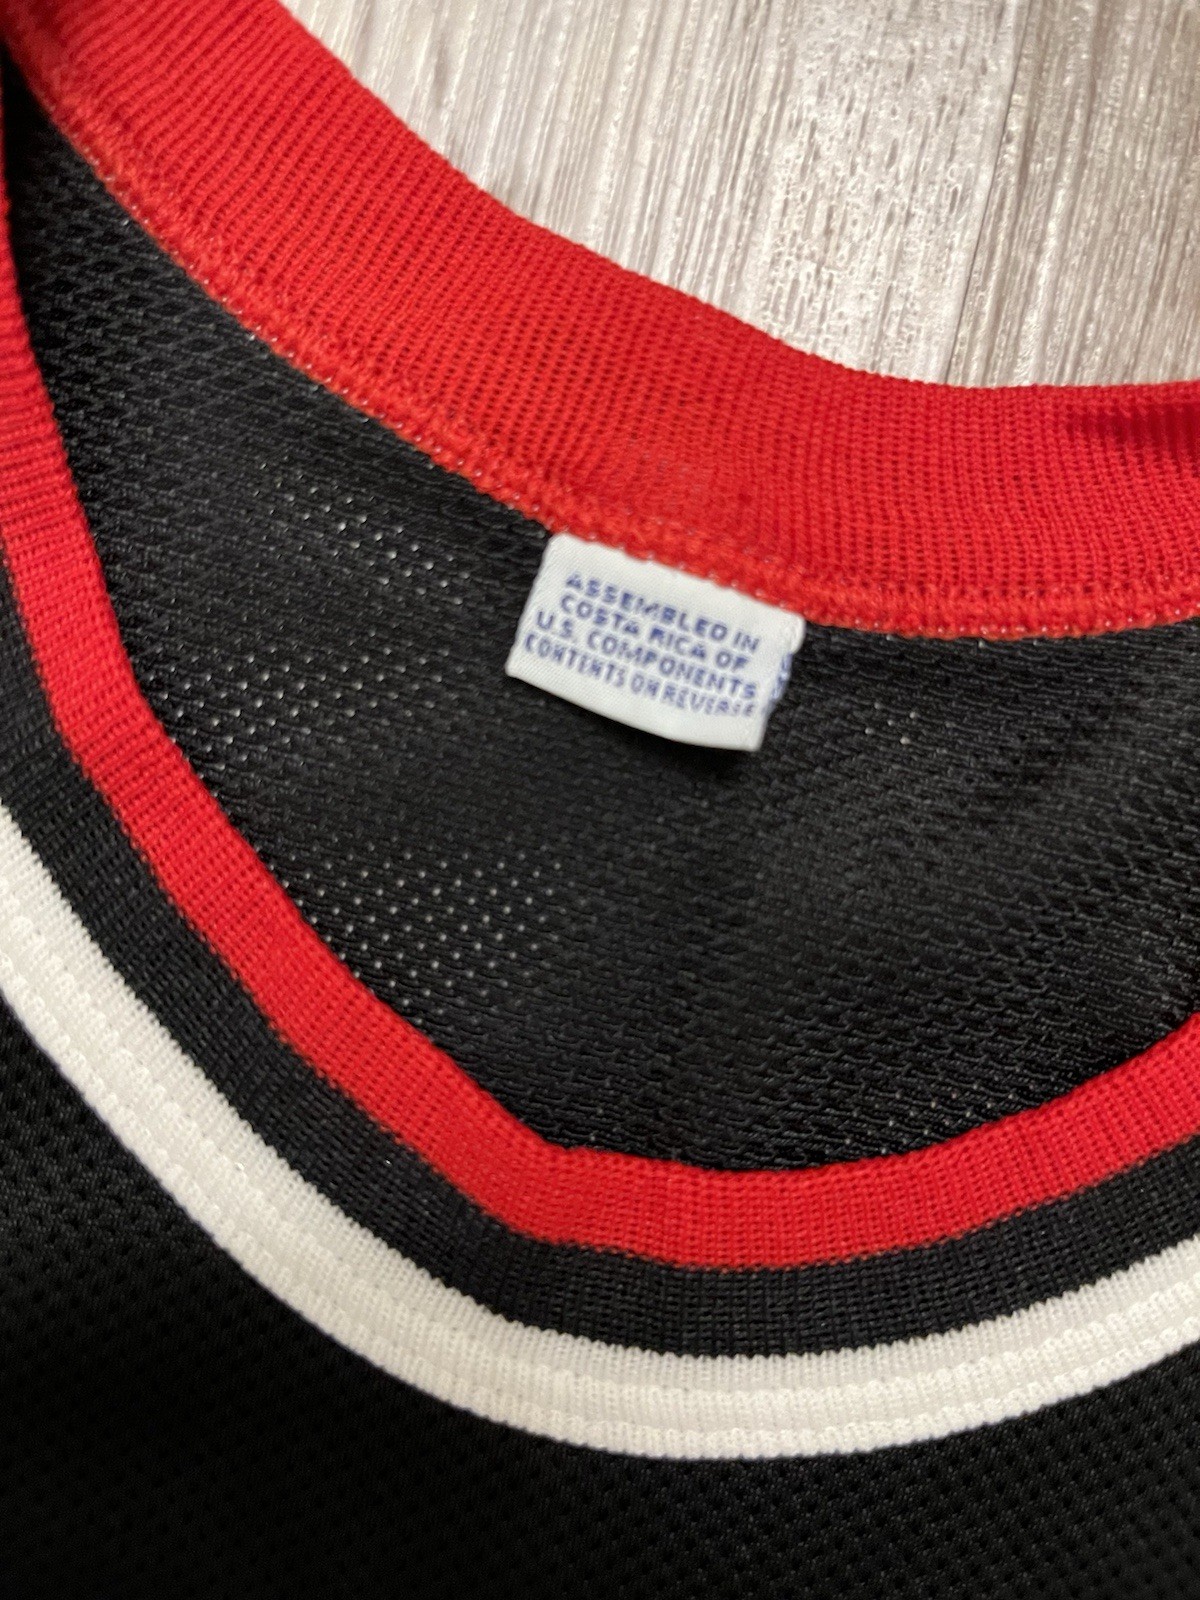 ASSEMBLED IN
COSTA RICA OF
U.S. COMPONENTS
CONTENTS ON REVERSE